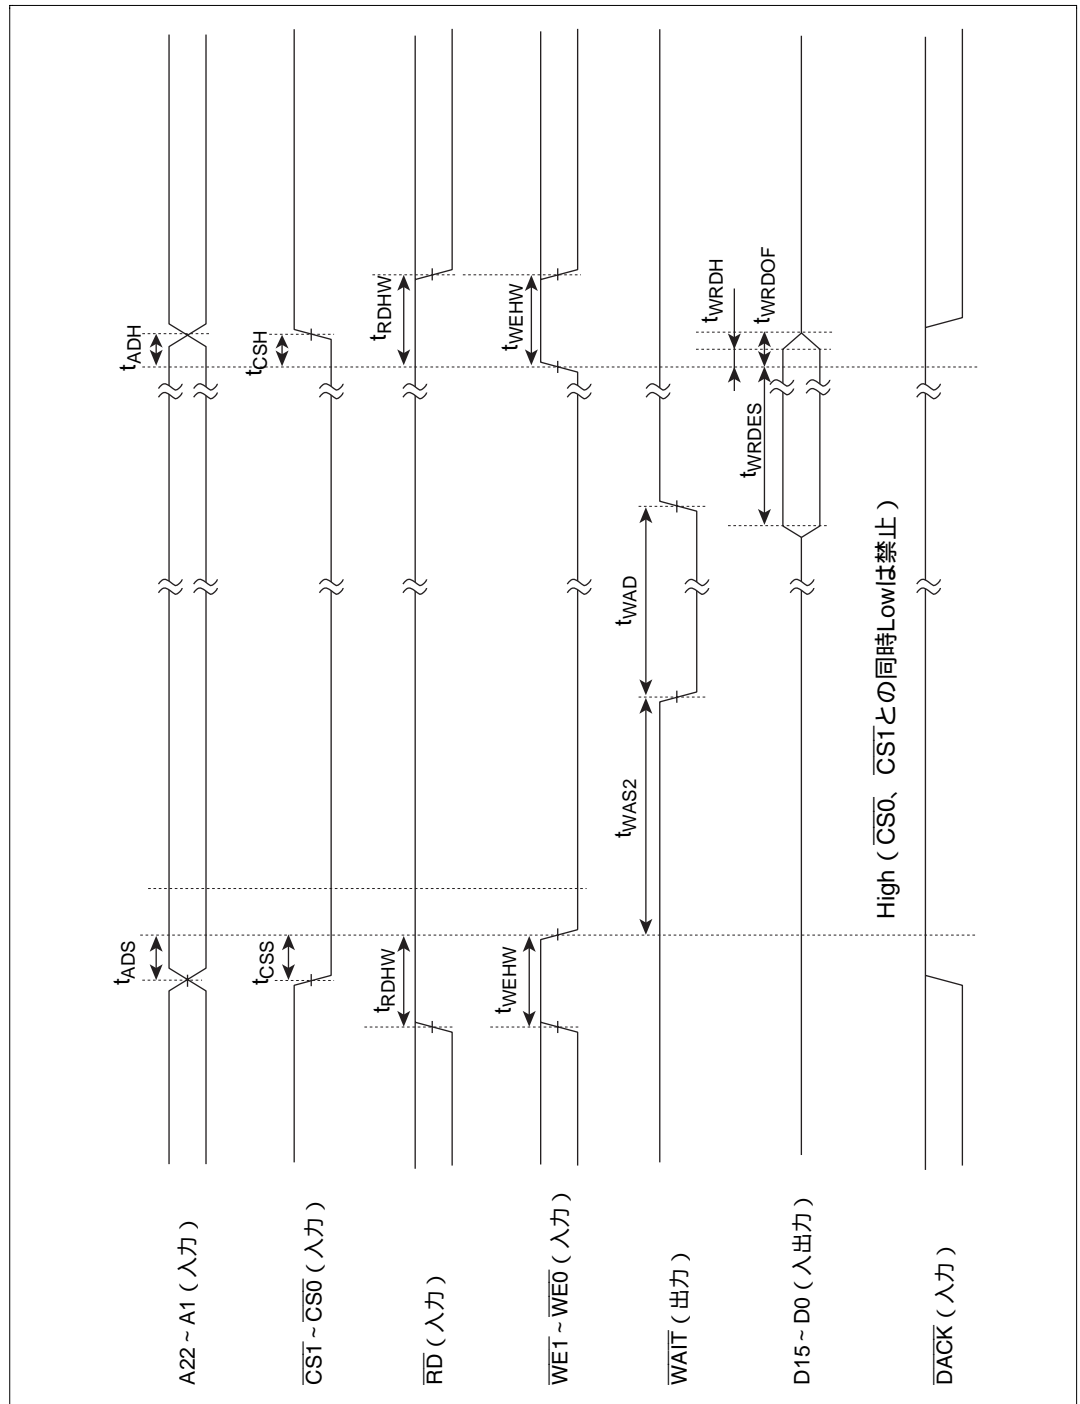 A22 ~ A1 ( 入力 )
tADS
tADH
CS1 ~ CS0 ( 入力 )
tCSS
tCSH
RD ( 入力 )
tRDHW
tRDHW
WE1 ~ WE0 ( 入力 )
tWEHW
tWEHW
WAIT ( 出力 )
tWAS2
tWAD
D15 ~ D0 ( 入出力 )
tWRDES
tWRDH
tWRDOF
DACK ( 入力 )
High ( CS0、CS1との同時Lowは禁止 )